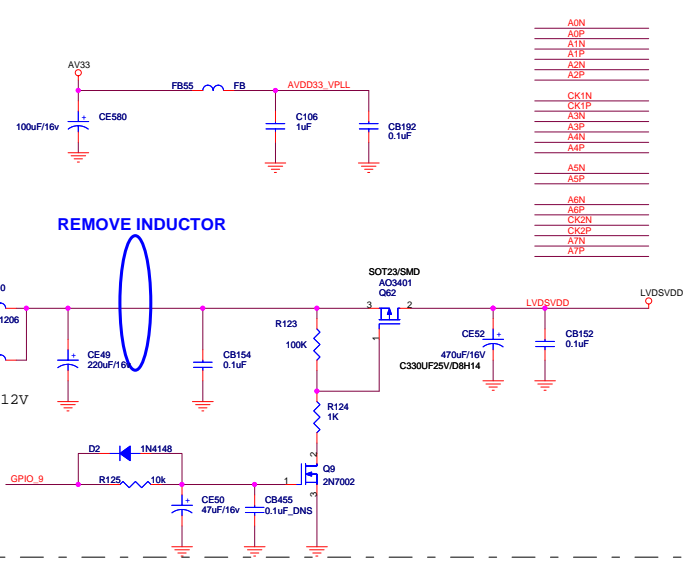 AV33
FB55 FB AVDD33_VPLL
100uF/16v
CE580
C106
1uF
CB192
0.1uF
A0N
A0P
A1N
A1P
A2N
A2P
CK1N
CK1P
A3N
A3P
A4N
A4P
A5N
A5P
A6N
A6P
CK2N
CK2P
A7N
A7P
REMOVE INDUCTOR
0
1206
CE49
220uF/16V
CB154
0.1uF
12V
R123
100K
SOT23/SMD
AO3401
Q62
3
2
1
LVDSVDD
LVDSVDD
CE52
470uF/16V
C330UF25V/D8H14
CB152
0.1uF
R124
1K
D2 1N4148
GPIO_9
R125 10k
CE50
47uF/16v
CB455
0.1uF_DNS
1
2
3
Q9
2N7002